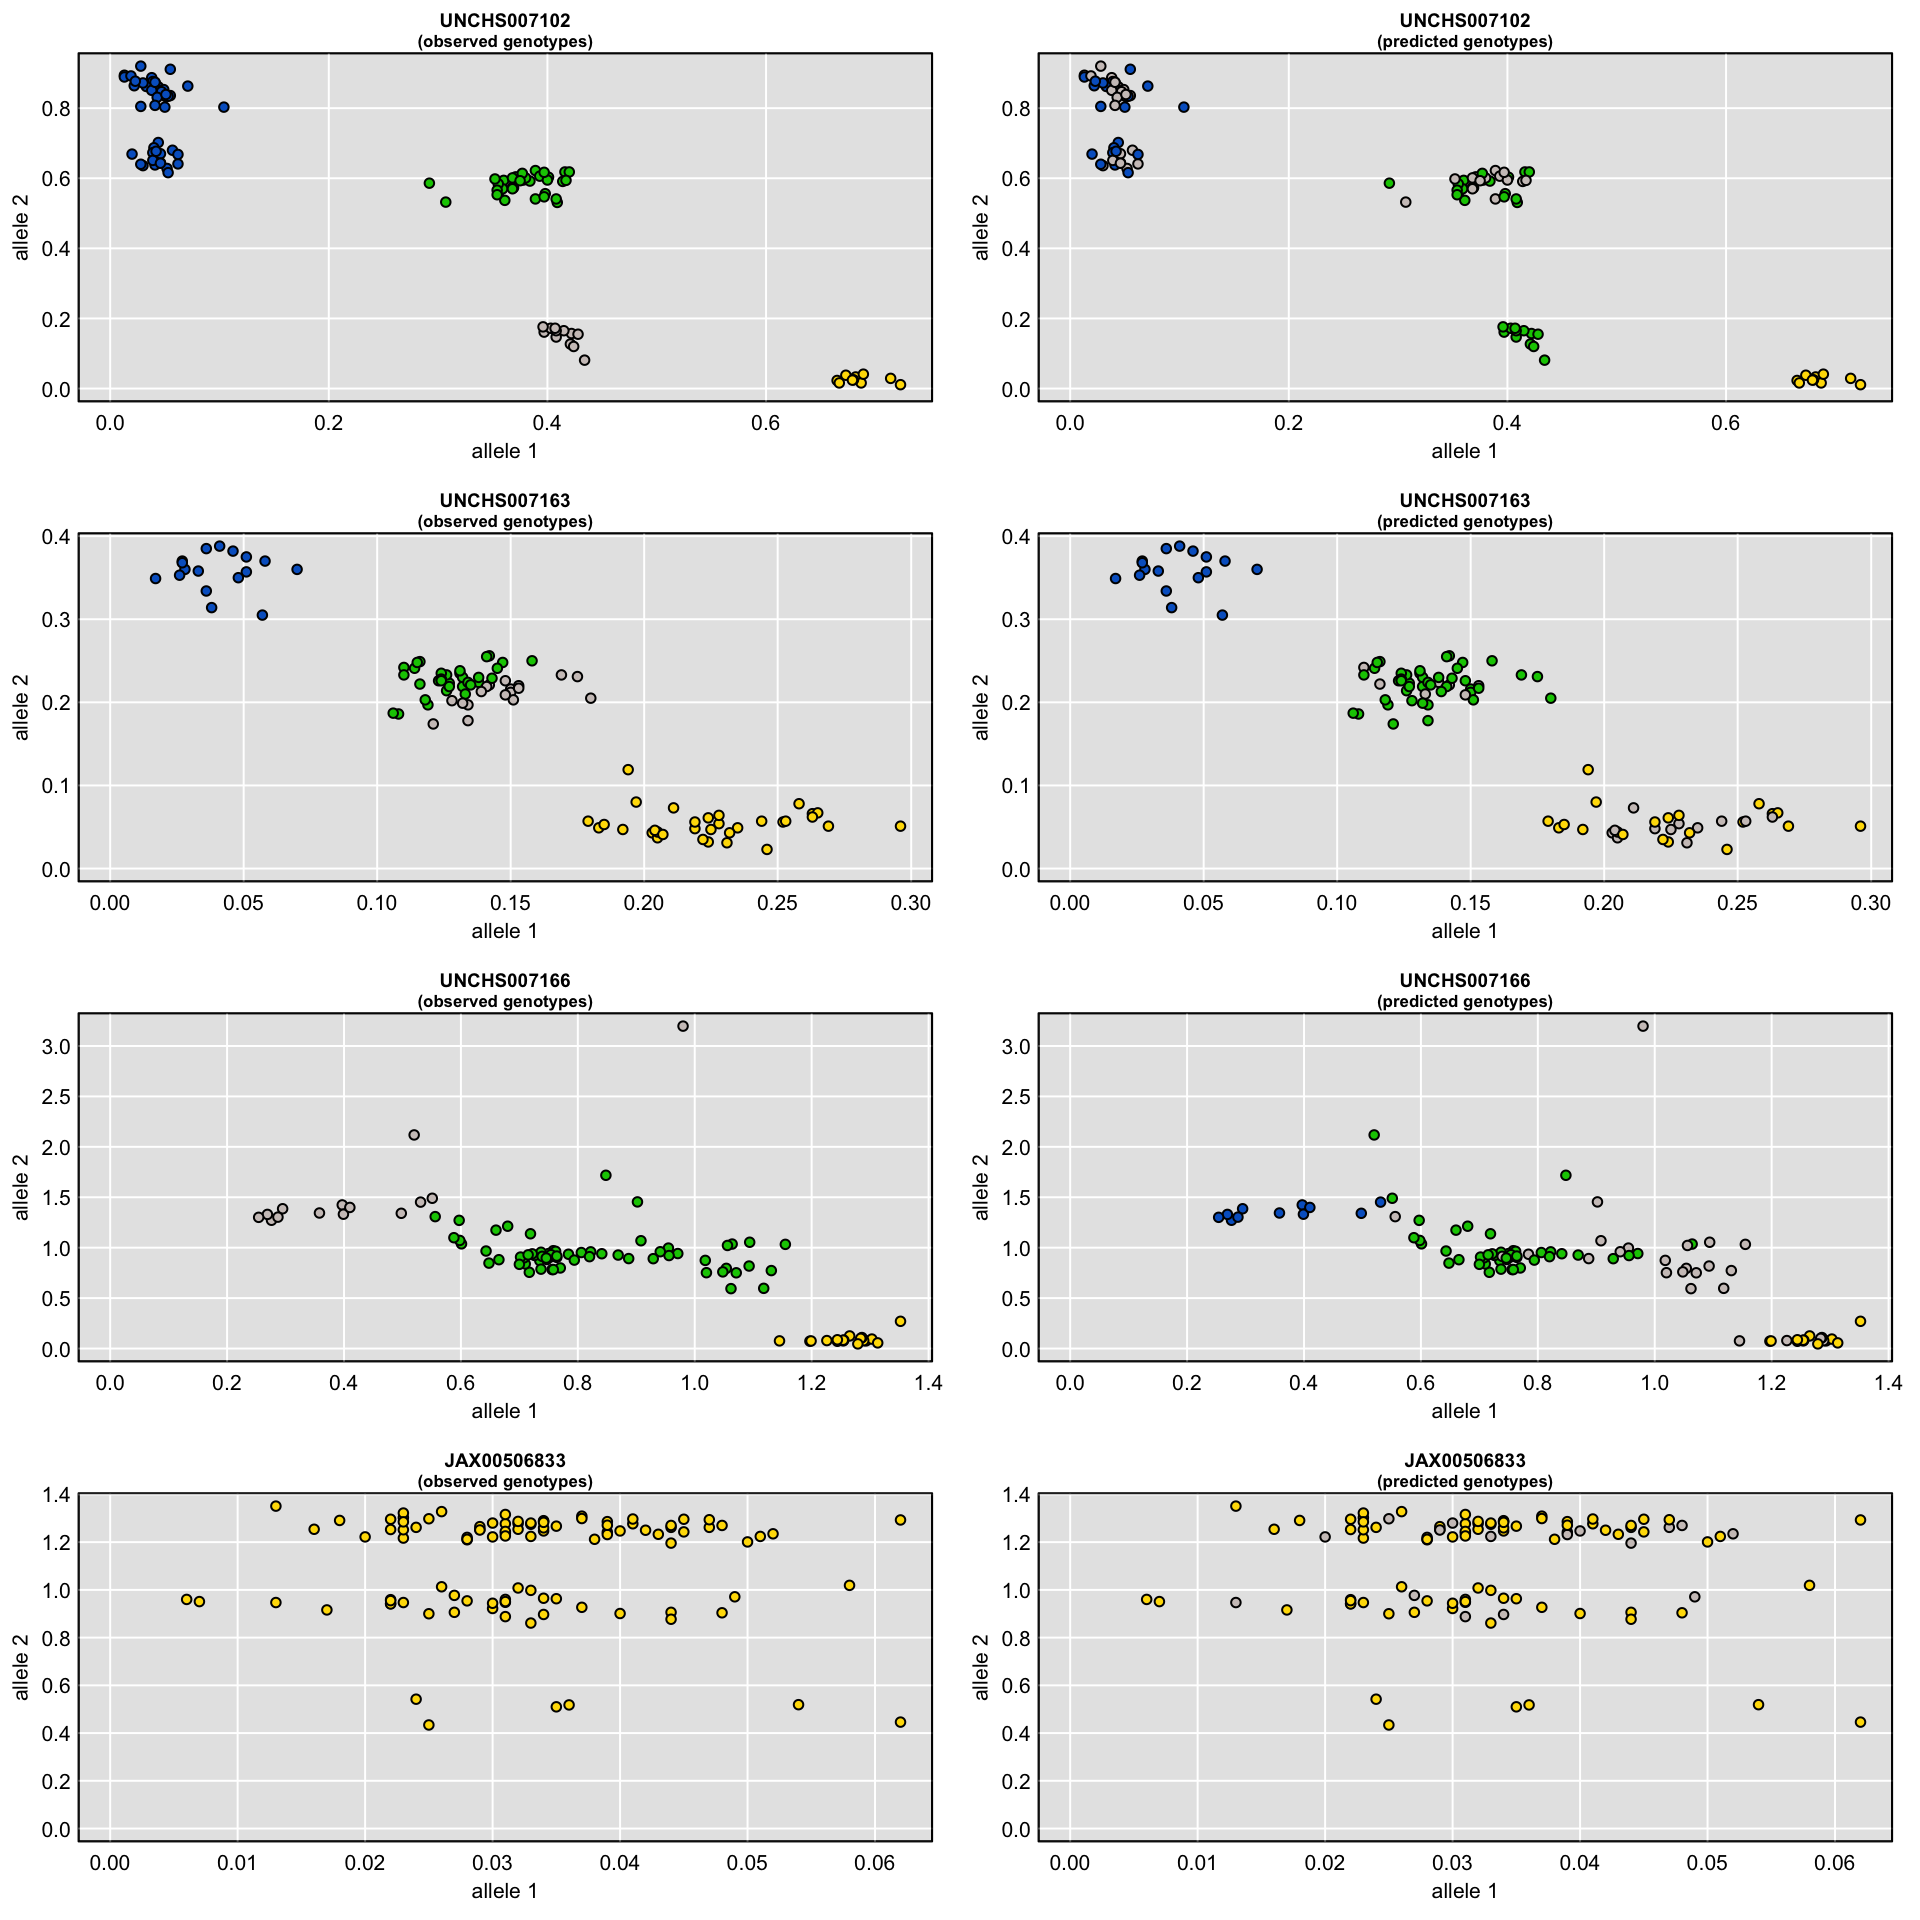 UNCHS007102
(observed genotypes)
allele 2
0.8
0.6
0.4
0.2
0.0
0.0 0.2 0.4 0.6
allele 1
UNCHS007102
(predicted genotypes)
allele 2
0.8
0.6
0.4
0.2
0.0
0.0 0.2 0.4 0.6
allele 1
UNCHS007163
(observed genotypes)
allele 2
0.4
0.3
0.2
0.1
0.0
0.00 0.05 0.10 0.15 0.20 0.25 0.30
allele 1
UNCHS007163
(predicted genotypes)
allele 2
0.4
0.3
0.2
0.1
0.0
0.00 0.05 0.10 0.15 0.20 0.25 0.30
allele 1
UNCHS007166
(observed genotypes)
allele 2
3.0
2.5
2.0
1.5
1.0
0.5
0.0
0.0 0.2 0.4 0.6 0.8 1.0 1.2 1.4
allele 1
UNCHS007166
(predicted genotypes)
allele 2
3.0
2.5
2.0
1.5
1.0
0.5
0.0
0.0 0.2 0.4 0.6 0.8 1.0 1.2 1.4
allele 1
JAX00506833
(observed genotypes)
allele 2
1.4
1.2
1.0
0.8
0.6
0.4
0.2
0.0
0.00 0.01 0.02 0.03 0.04 0.05 0.06
allele 1
JAX00506833
(predicted genotypes)
allele 2
1.4
1.2
1.0
0.8
0.6
0.4
0.2
0.0
0.00 0.01 0.02 0.03 0.04 0.05 0.06
allele 1